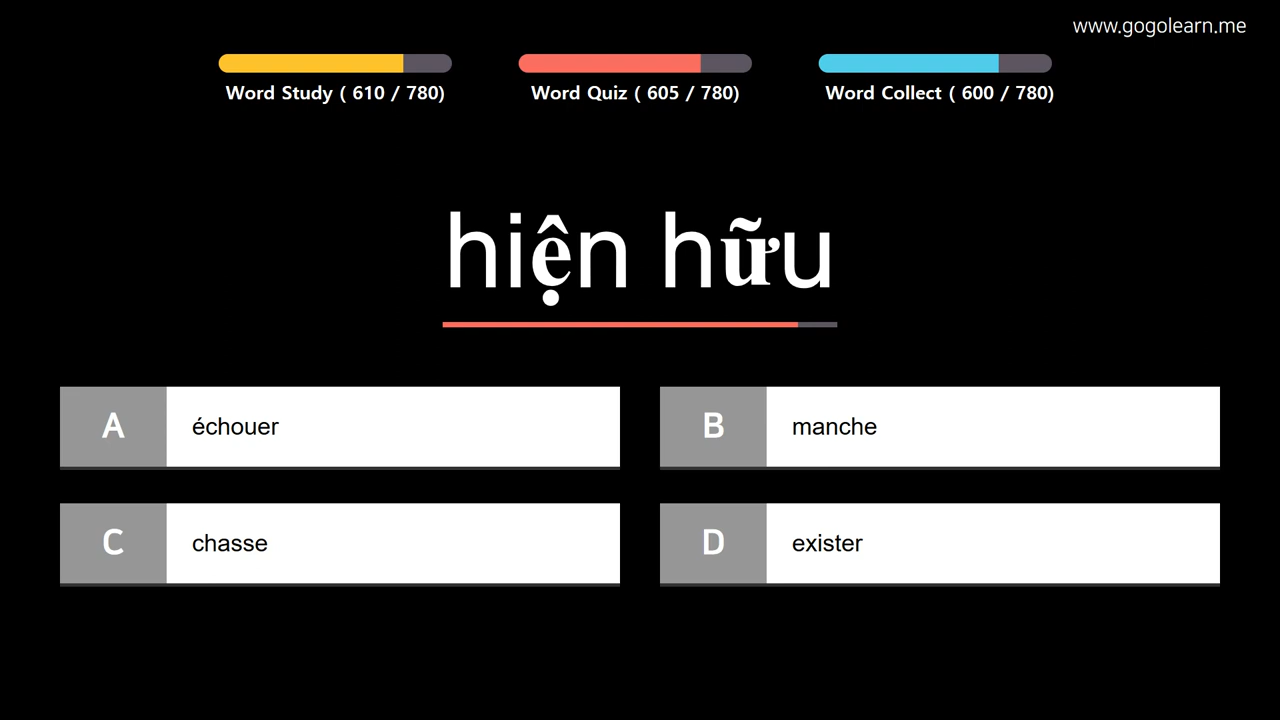 www.gogolearn.me
Word Study ( 610 / 780)
Word Quiz ( 605 / 780)
Word Collect ( 600 / 780)
hiện hữu
A échouer
B manche
C chasse
D exister